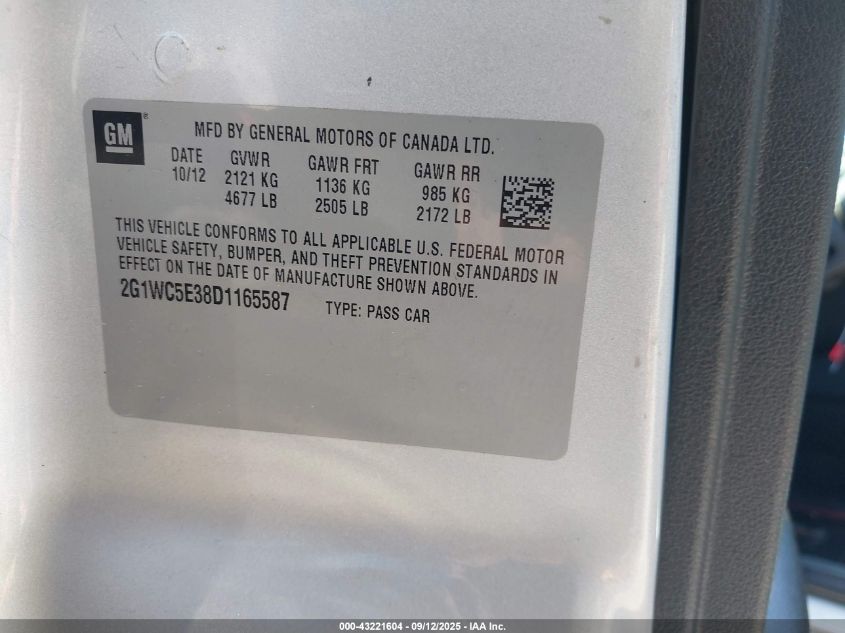 GM ®
MFD BY GENERAL MOTORS OF CANADA LTD.
DATE GVWR GAWR FRT GAWR RR
10/12 2121 KG 1136 KG 985 KG
4677 LB 2505 LB 2172 LB
THIS VEHICLE CONFORMS TO ALL APPLICABLE U.S. FEDERAL MOTOR
VEHICLE SAFETY, BUMPER, AND THEFT PREVENTION STANDARDS IN
EFFECT ON THE DATE OF MANUFACTURE SHOWN ABOVE.
2G1WC5E38D1165587 TYPE: PASS CAR
000-43221604 - 09/12/2025 - IAA Inc.